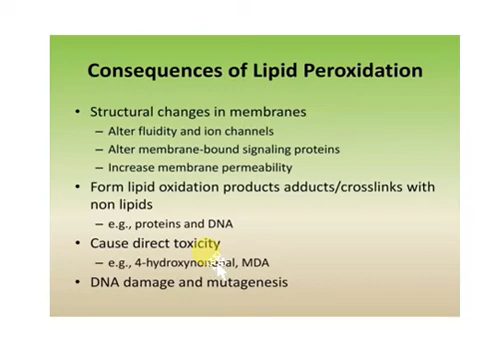 Consequences of Lipid Peroxidation
• Structural changes in membranes
– Alter fluidity and ion channels
– Alter membrane-bound signaling proteins
– Increase membrane permeability
• Form lipid oxidation products adducts/crosslinks with
non lipids
– e.g., proteins and DNA
• Cause direct toxicity
– e.g., MDA
• DNA damage and mutagenesis